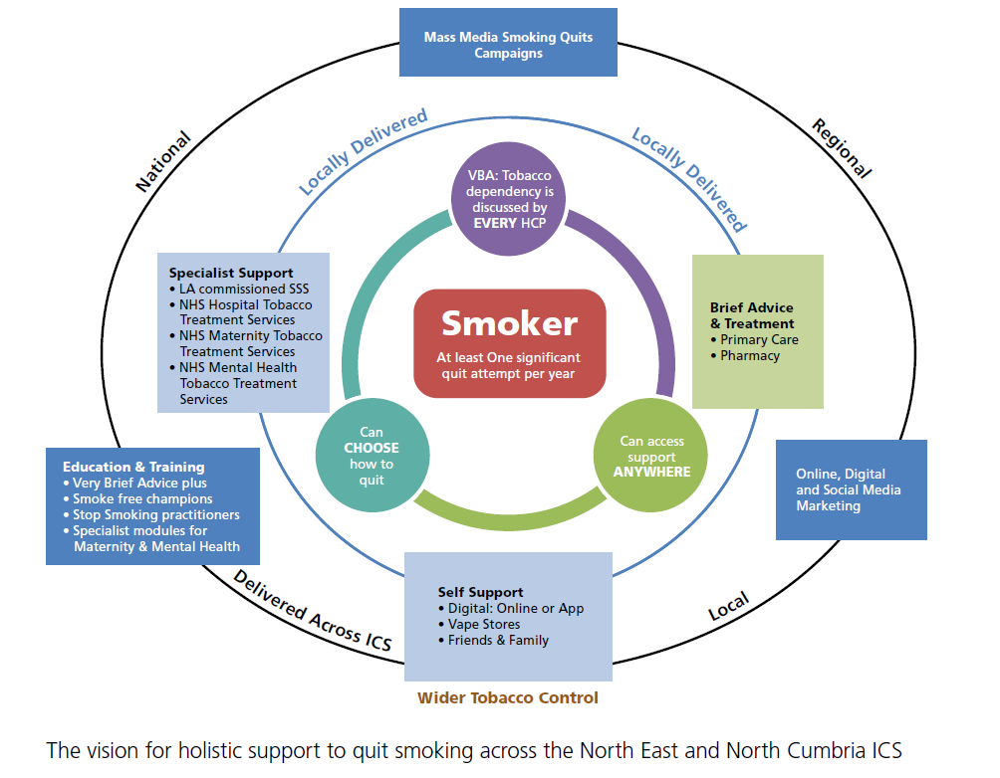 Mass Media Smoking Quits
Campaigns
National
Regional
Locally Delivered
Locally Delivered
VBA: Tobacco
dependency is
discussed by
EVERY HCP
Specialist Support
• LA commissioned SSS
• NHS Hospital Tobacco
Treatment Services
• NHS Maternity Tobacco
Treatment Services
• NHS Mental Health
Tobacco Treatment
Services
Smoker
At least One significant
quit attempt per year
Brief Advice
& Treatment
• Primary Care
• Pharmacy
Can
CHOOSE
how to
quit
Can access
support
ANYWHERE
Education & Training
• Very Brief Advice plus
• Smoke free champions
• Stop Smoking practitioners
• Specialist modules for
Maternity & Mental Health
Online, Digital
and Social Media
Marketing
Delivered Across ICS
Local
Self Support
• Digital: Online or App
• Vape Stores
• Friends & Family
Wider Tobacco Control
The vision for holistic support to quit smoking across the North East and North Cumbria ICS